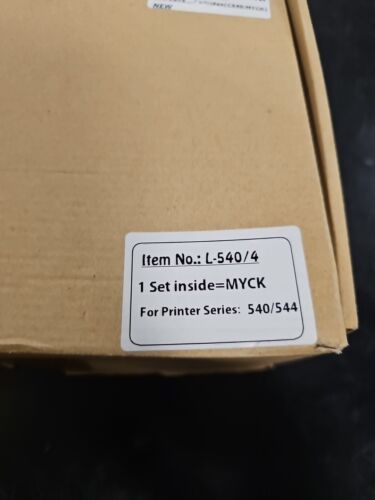 NEW
Item No.: L-540/4
1 Set inside=MYCK
For Printer Series: 540/544